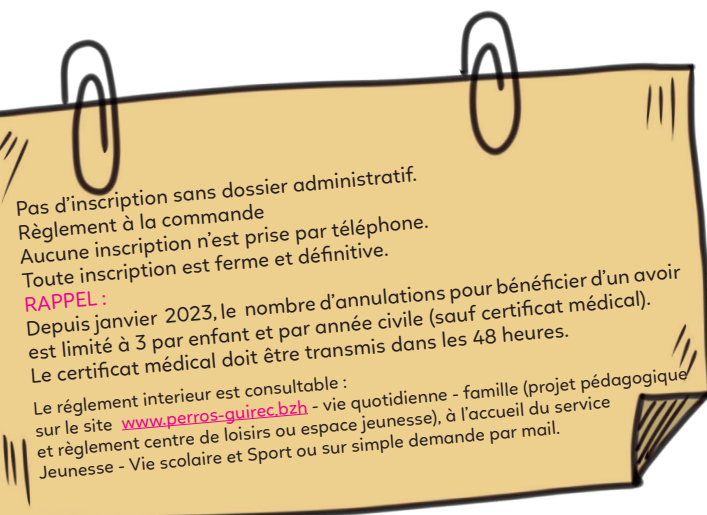 Pas d'inscription sans dossier administratif.
Règlement à la commande
Aucune inscription n'est prise par téléphone.
Toute inscription est ferme et définitive.
RAPPEL :
Depuis janvier 2023, le nombre d'annulations pour bénéficier d'un avoir
est limité à 3 par enfant et par année civile (sauf certificat médical).
Le certificat médical doit être transmis dans les 48 heures.
Le réglement interieur est consultable :
sur le site www.perros-guirec.bzh - vie quotidienne - famille (projet pédagogique
et règlement centre de loisirs ou espace jeunesse), à l'accueil du service
Jeunesse - Vie scolaire et Sport ou sur simple demande par mail.